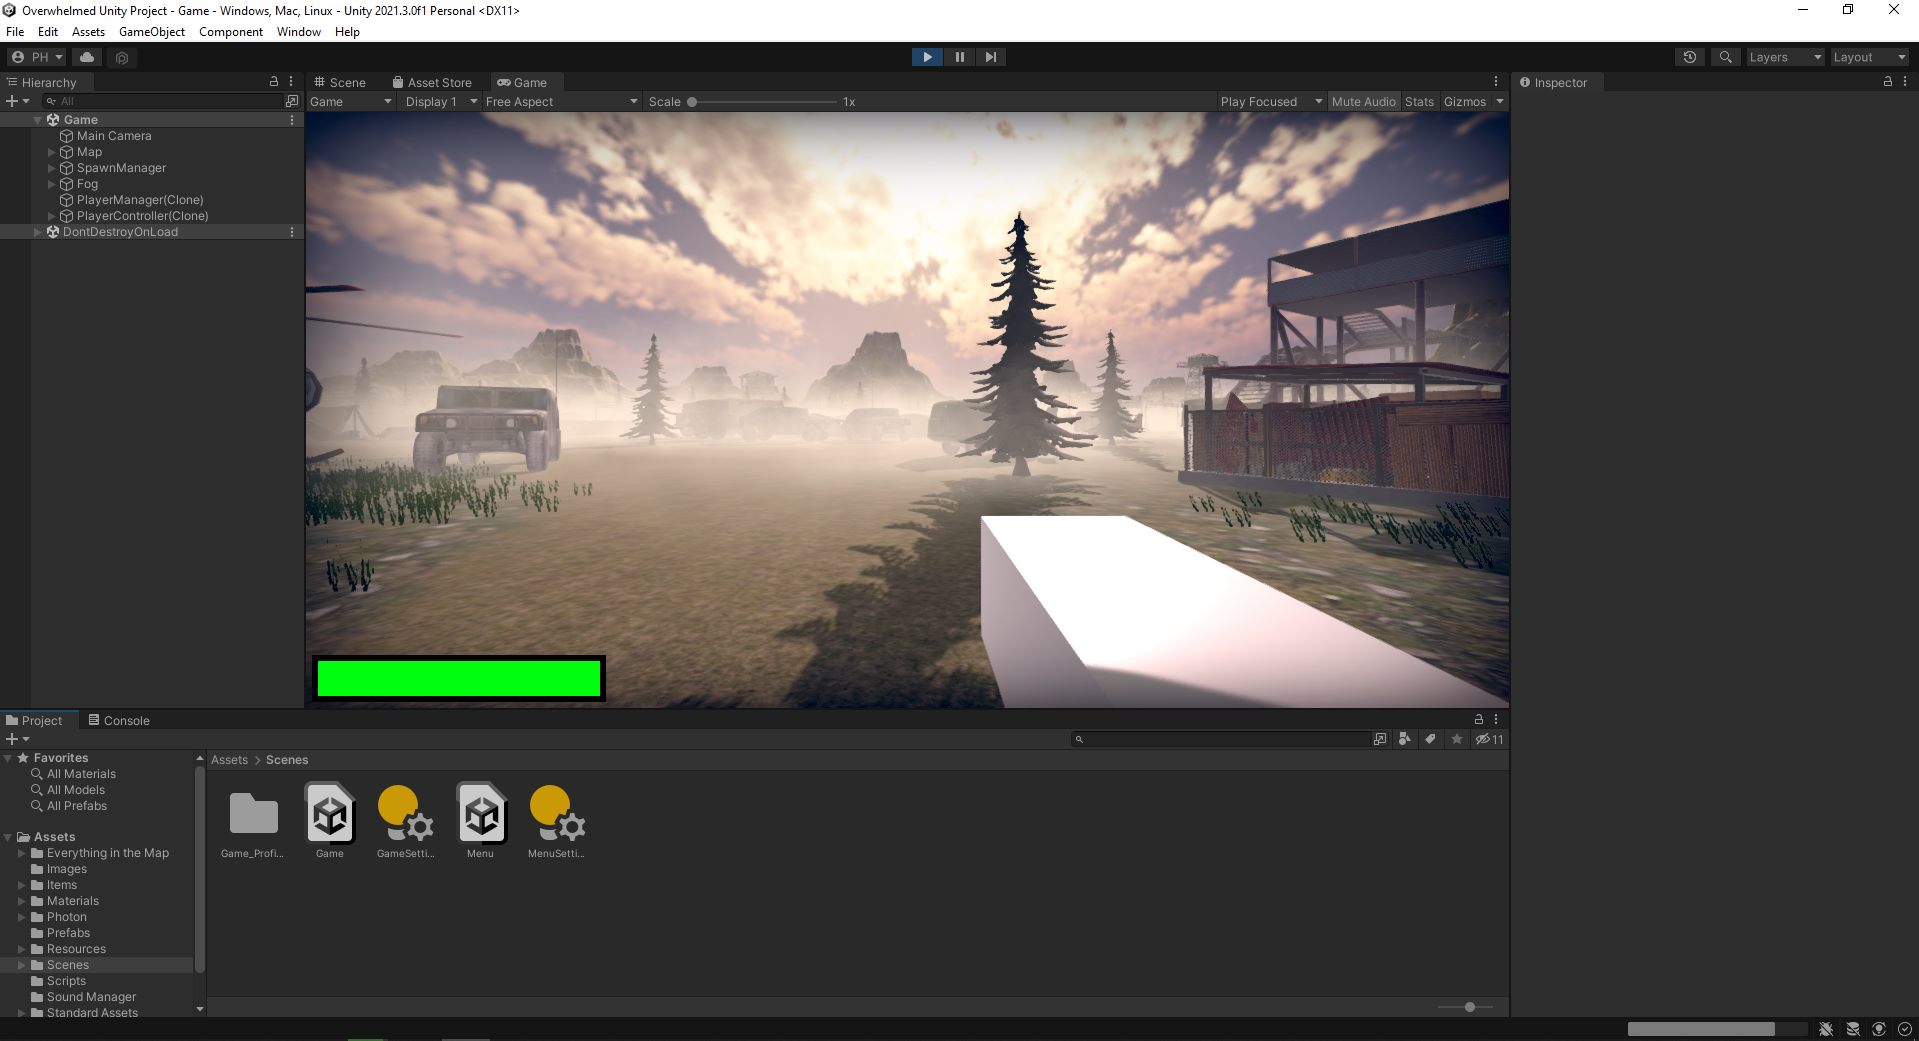 Overwhelmed Unity Project - Game - Windows, Mac, Linux - Unity 2021.3.0f1 Personal <DX11>
File Edit Assets GameObject Component Window Help
PH Layers Layout
Hierarchy
All
Game
Main Camera
Map
SpawnManager
Fog
PlayerManager(Clone)
PlayerController(Clone)
DontDestroyOnLoad
Scene Asset Store Game
Game Display 1 Free Aspect Scale 1x Play Focused Mute Audio Stats Gizmos
Inspector
Project Console
11
Favorites
All Materials
All Models
All Prefabs
Assets
Everything in the Map
Images
Items
Materials
Photon
Prefabs
Resources
Scenes
Scripts
Sound Manager
Standard Assets
Assets > Scenes
Game_Profi... Game GameSetti... Menu MenuSetti...